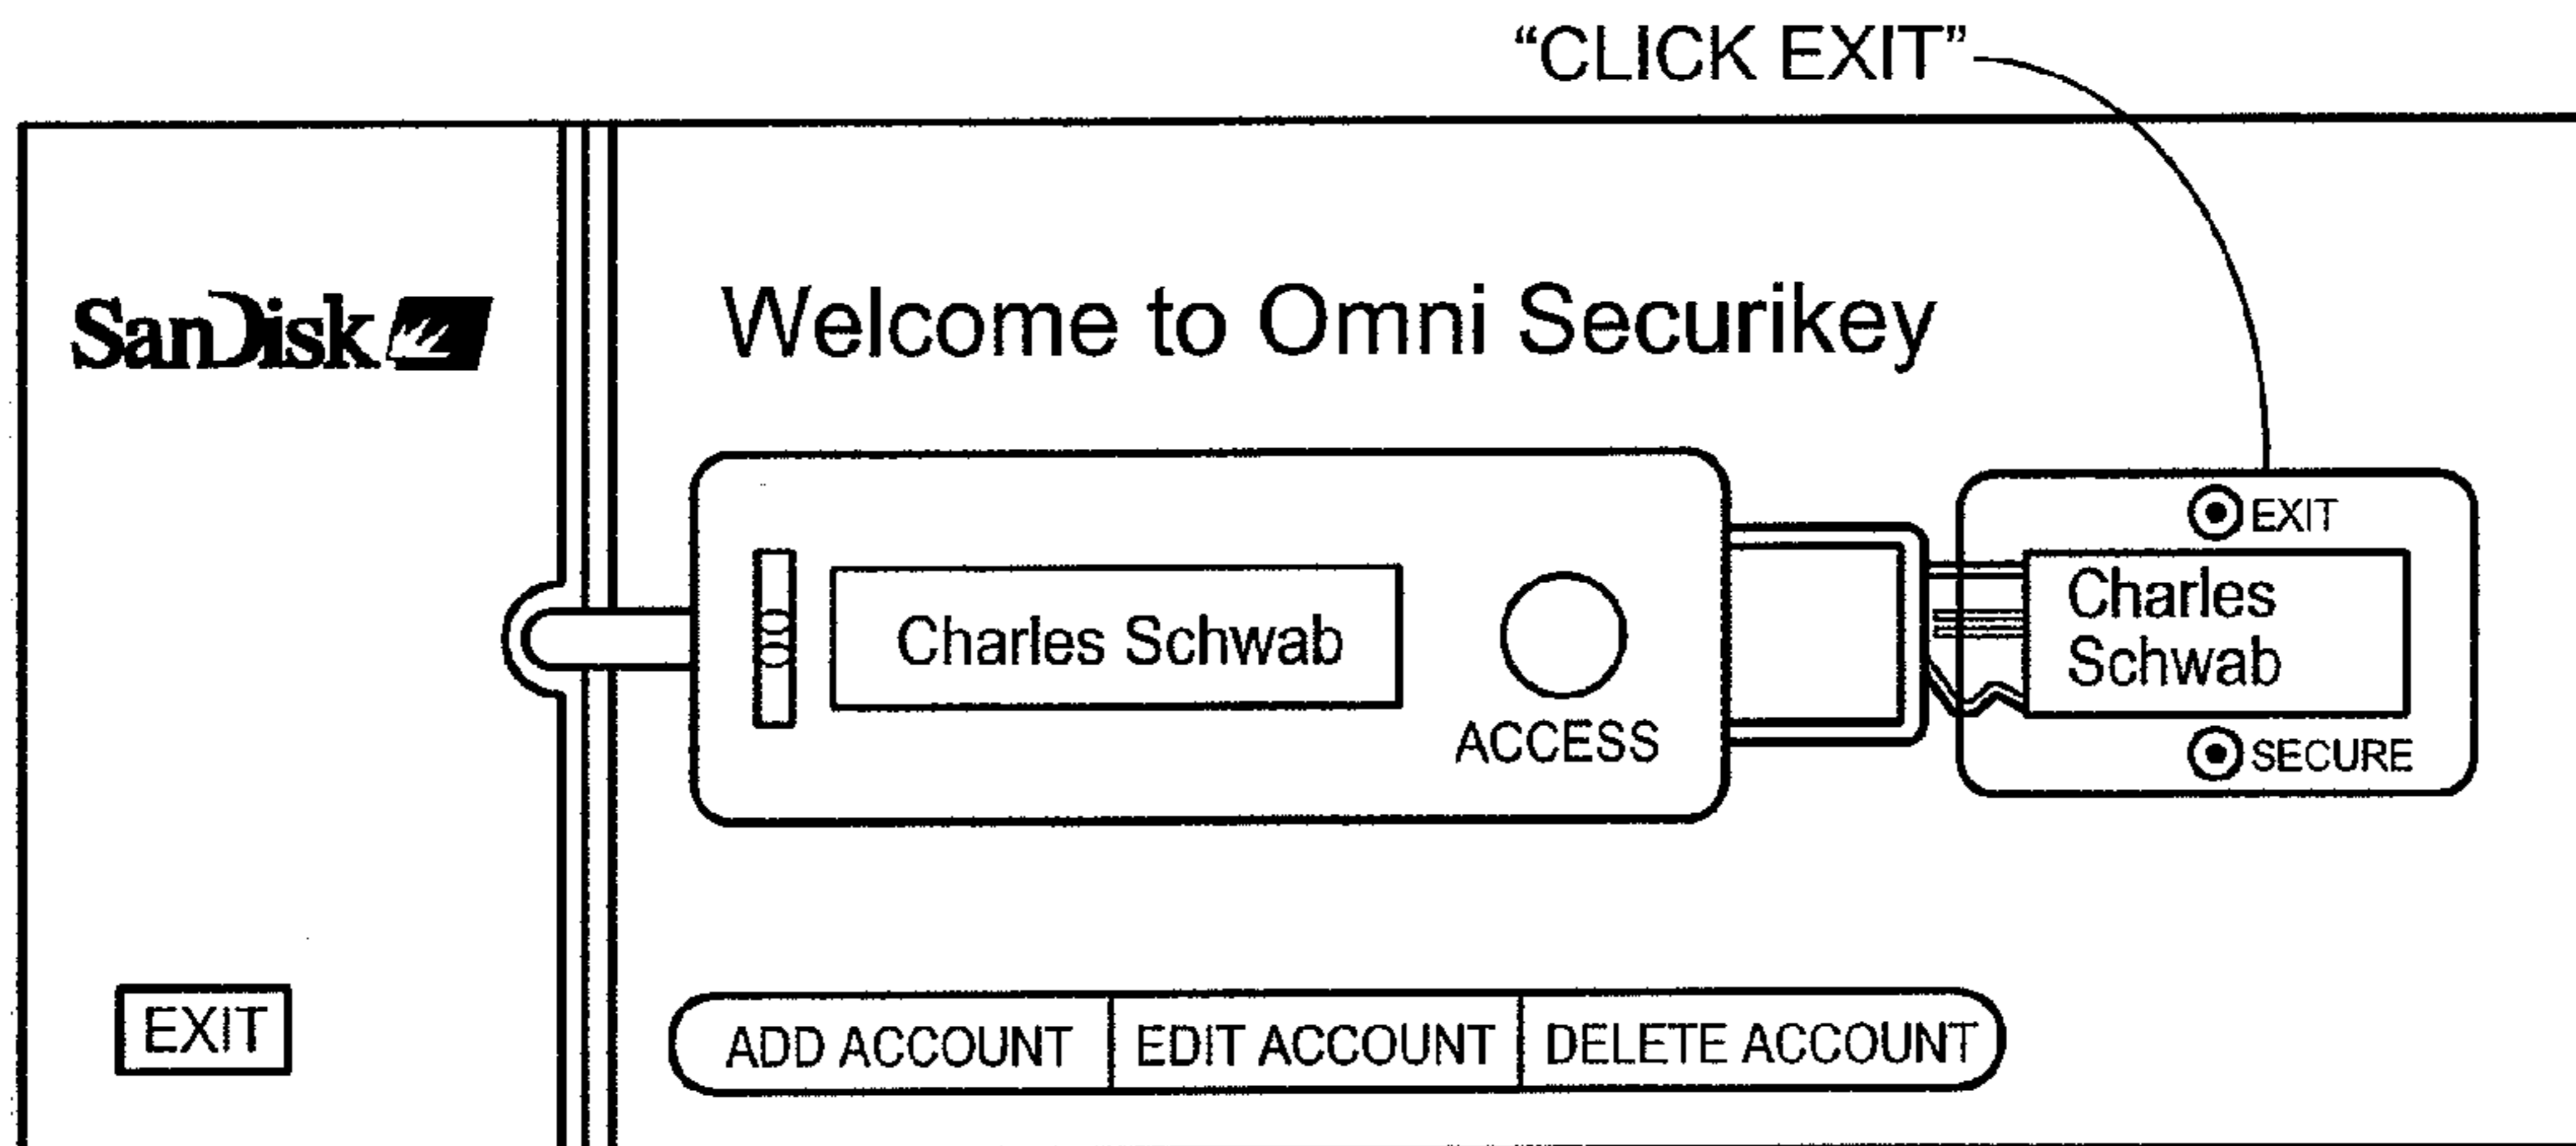 “CLICK EXIT”
SanDisk
Welcome to Omni Securikey
EXIT
Charles Schwab
Charles
Schwab
ACCESS
SECURE
EXIT
ADD ACCOUNT EDIT ACCOUNT DELETE ACCOUNT